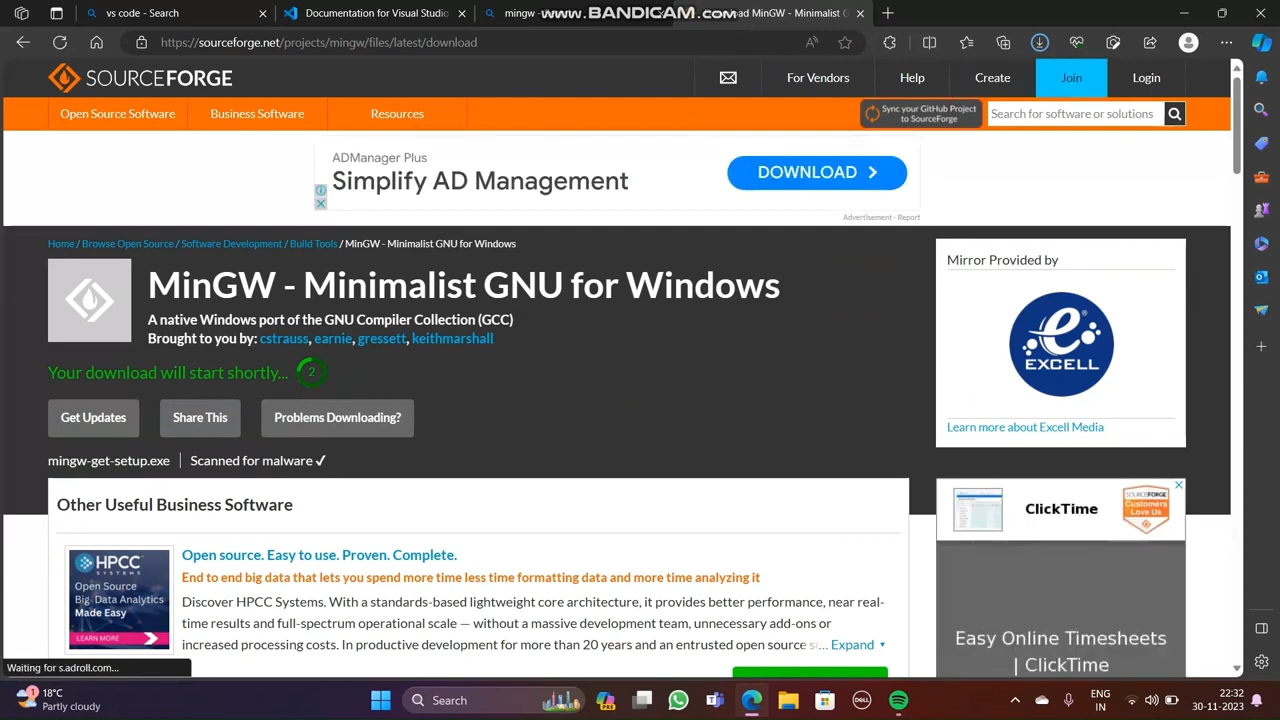 vs code - Search
Documentation for Visual Studio
mingw
www.BANDICAM.com
MinGW - Minimalist G
https://sourceforge.net/projects/mingw/files/latest/download
SOURCEFORGE
For Vendors
Help
Create
Join
Login
Open Source Software
Business Software
Resources
Sync your GitHub Project
to SourceForge
Search for software or solutions
ADManager Plus
Simplify AD Management
DOWNLOAD
Advertisement - Report
Home / Browse Open Source / Software Development / Build Tools / MinGW - Minimalist GNU for Windows
MinGW - Minimalist GNU for Windows
A native Windows port of the GNU Compiler Collection (GCC)
Brought to you by: cstrauss, earnie, gressett, keithmarshall
Your download will start shortly... 2
Get Updates
Share This
Problems Downloading?
mingw-get-setup.exe
Scanned for malware ✓
Mirror Provided by
EXCELL
Learn more about Excell Media
Other Useful Business Software
HPCC
SYSTEMS
Open Source
Big-Data Analytics
Made Easy
LEARN MORE
Open source. Easy to use. Proven. Complete.
End to end big data that lets you spend more time less time formatting data and more time analyzing it
Discover HPCC Systems. With a standards-based lightweight core architecture, it provides better performance, near real-
time results and full-spectrum operational scale — without a massive development team, unnecessary add-ons or
increased processing costs. In productive development for more than 20 years and an entrusted open source s... Expand
ClickTime
SOURCEFORGE
Customers
Love Us
Easy Online Timesheets
| ClickTime
Waiting for s.adroll.com...
18°C
Partly cloudy
1
Search
PRE
DELL
ENG
IN
22:32
30-11-2023